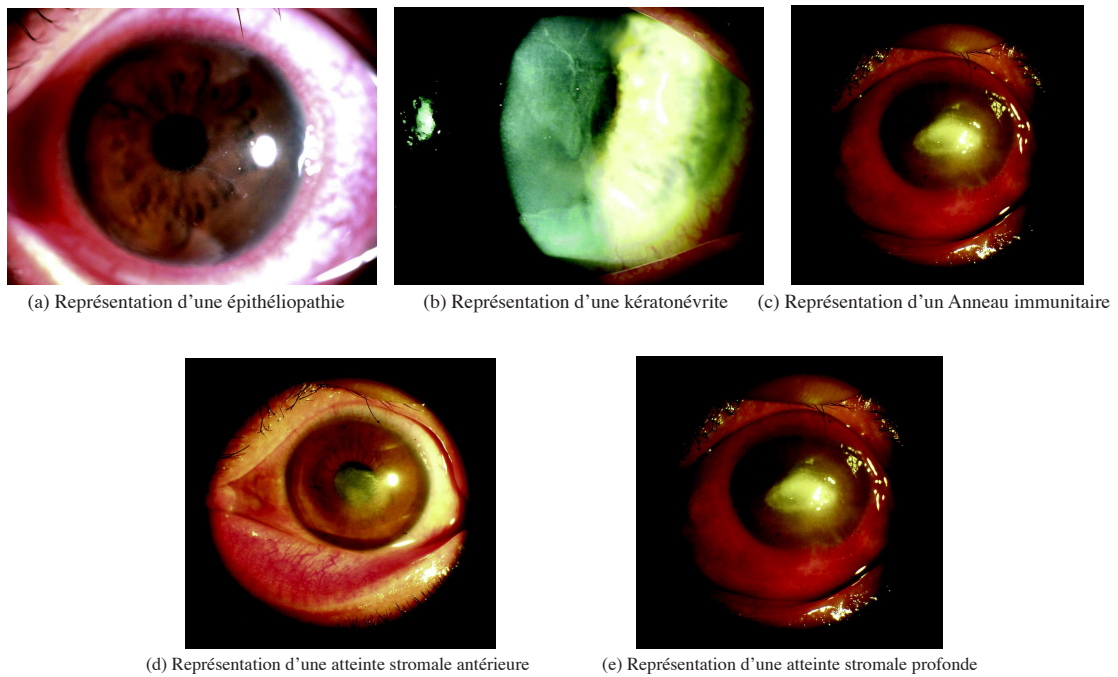 (a) Représentation d'une épithéliopathie
(b) Représentation d'une kératonévrite
(c) Représentation d'un Anneau immunitaire
(d) Représentation d'une atteinte stromale antérieure
(e) Représentation d'une atteinte stromale profonde